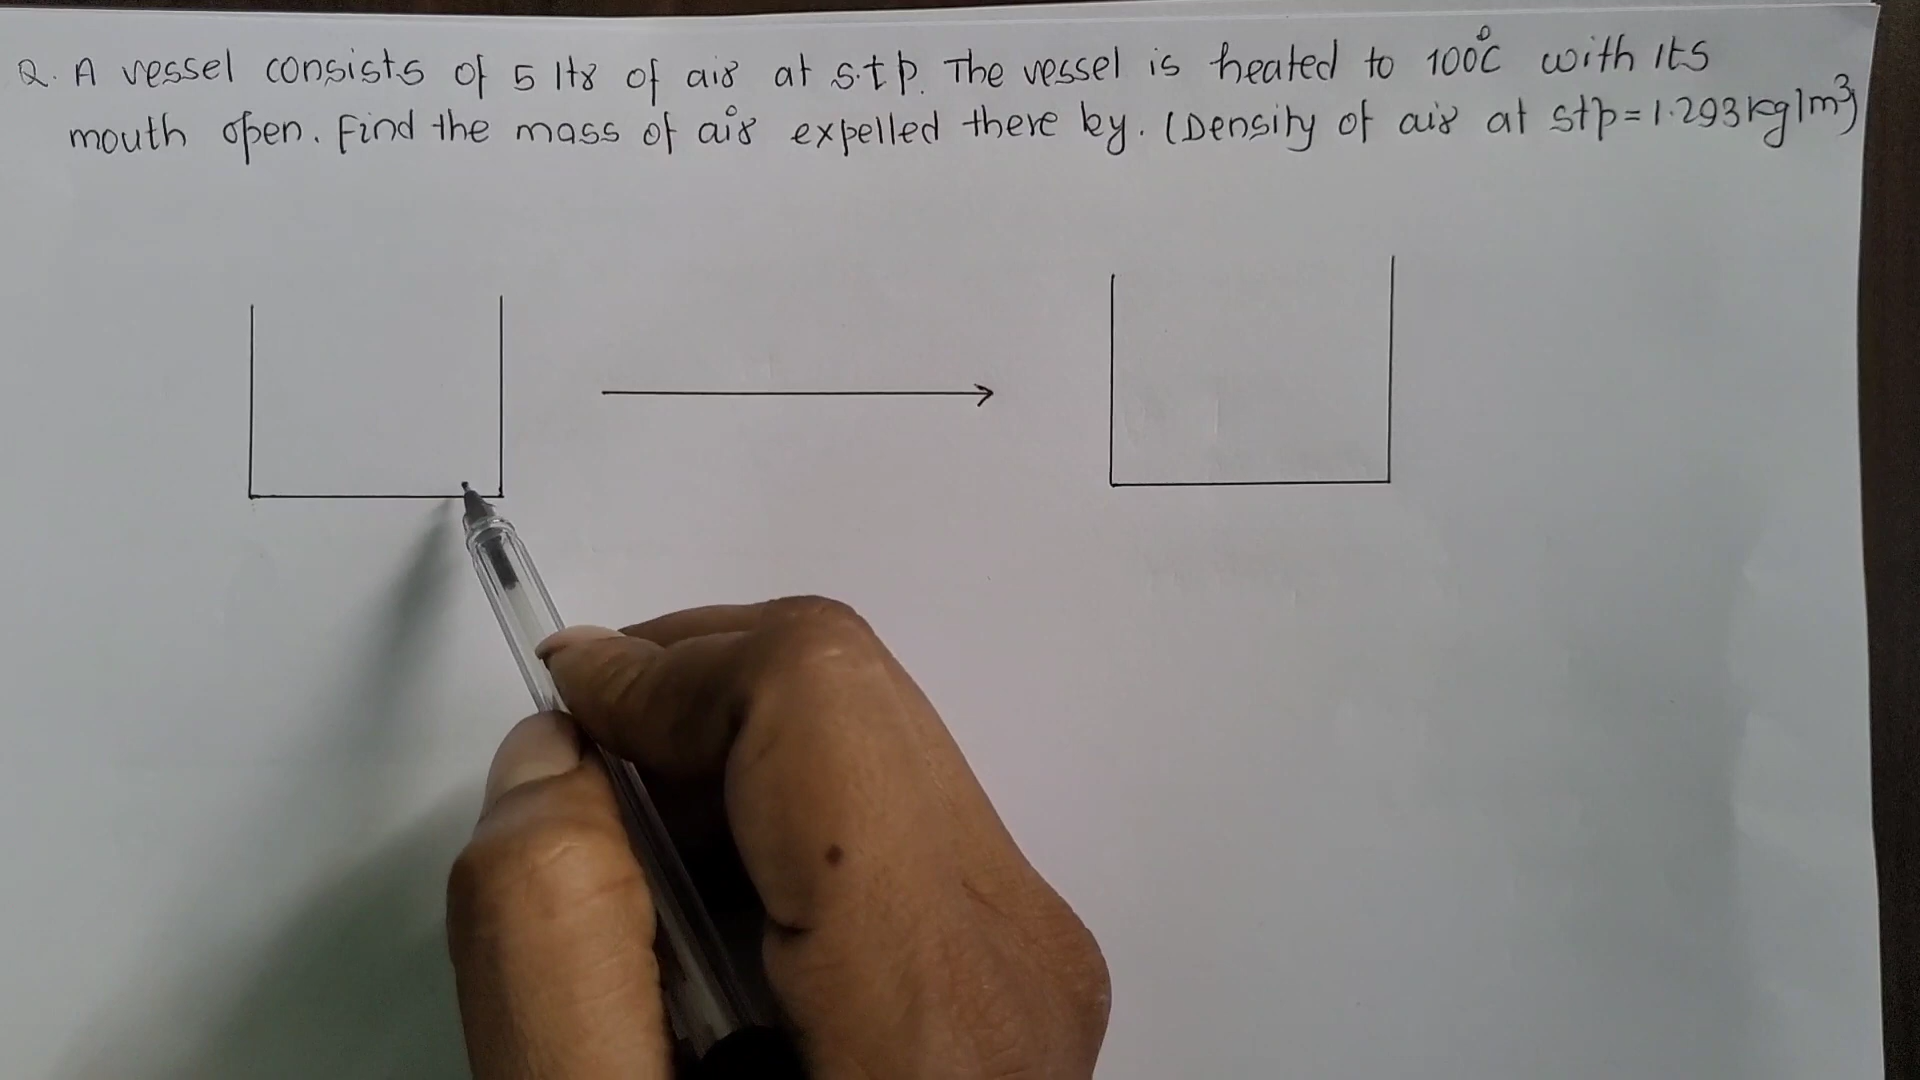 Q. A vessel consists of 5 ltr of air at s.t.p. The vessel is heated to 100°C with its
mouth open. Find the mass of air expelled there by. (Density of air at stp = 1.293 kg/m³)